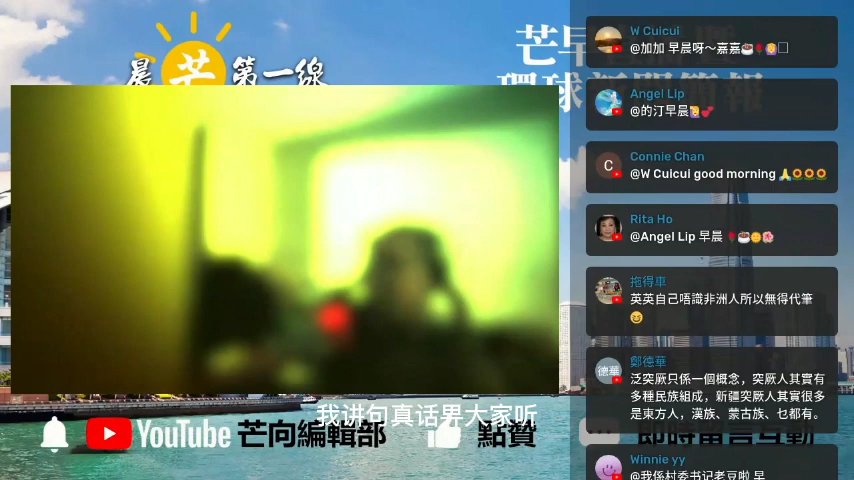 晨芒第一線
芒早
環球新聞簡報
我讲句真话畀大家听
YouTube 芒向編輯部
點贊
即時留言互動
W Cuicui
@加加 早晨呀～嘉嘉
Angel Lip
@的汀早晨
C
Connie Chan
@W Cuicui good morning
Rita Ho
@Angel Lip 早晨
拖得車
英英自己唔識非洲人所以無得代筆
德華
鄭德華
泛突厥只係一個概念，突厥人其實有
多種民族組成，新疆突厥人其實很多
是東方人，漢族、蒙古族、乜都有。
Winnie yy
@我係村委书记老豆啦 早